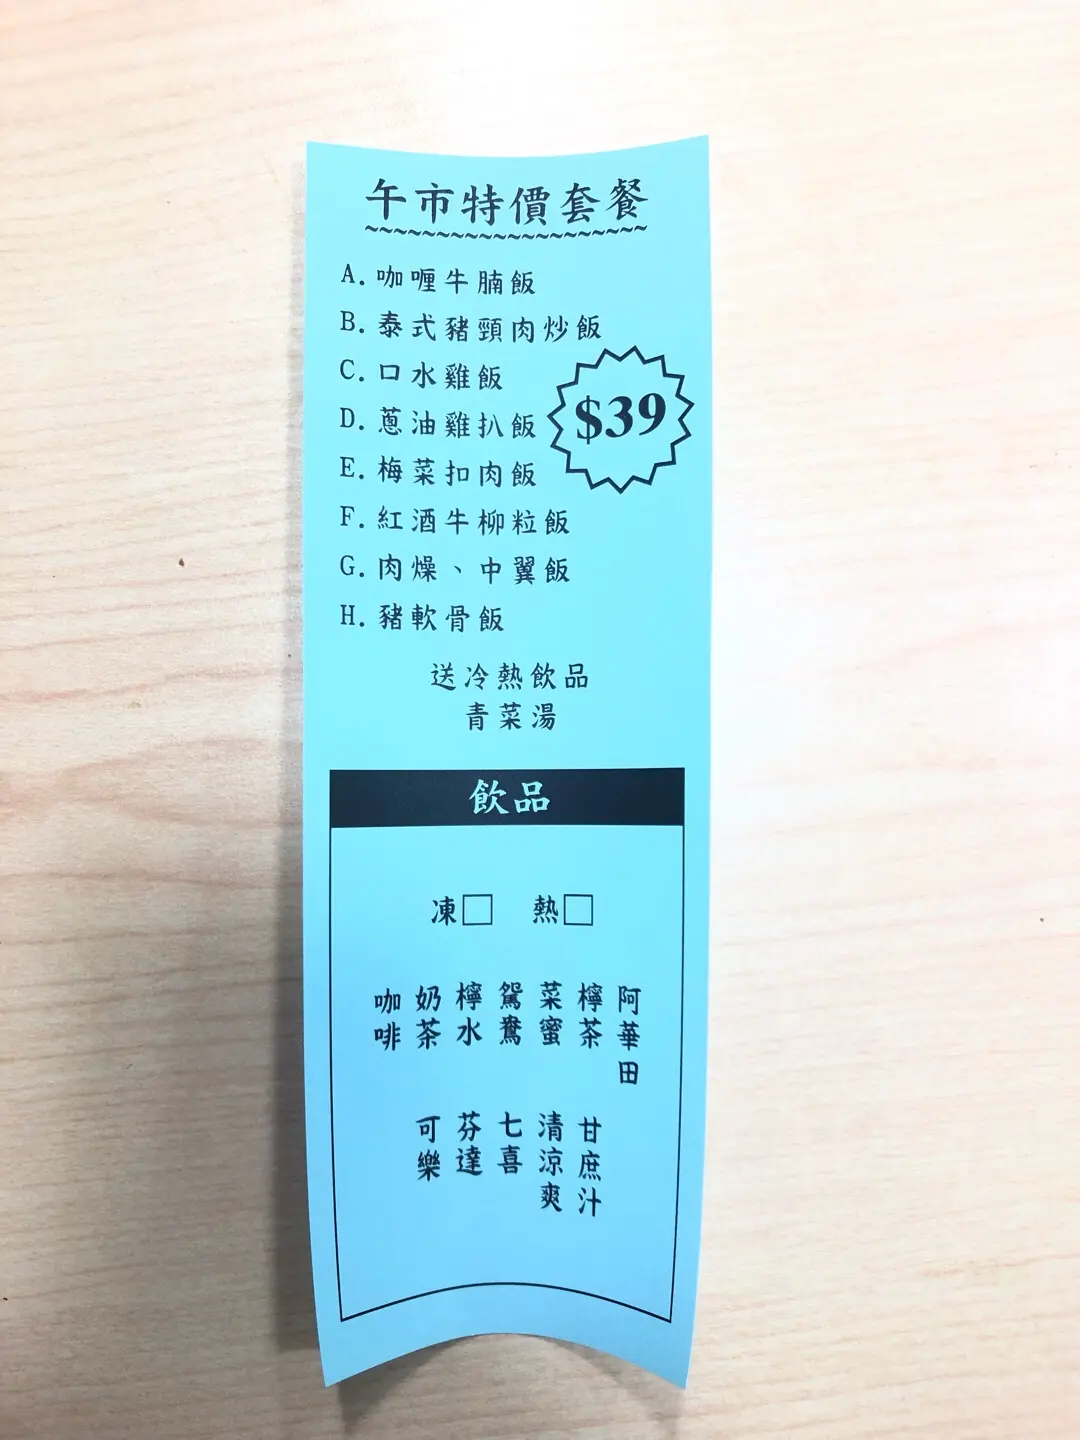 午市特價套餐
A. 咖喱牛腩飯
B. 泰式豬頸肉炒飯
C. 口水雞飯
$39
D. 蔥油雞扒飯
E. 梅菜扣肉飯
F. 紅酒牛柳粒飯
G. 肉燥、中翼飯
H. 豬軟骨飯
送冷熱飲品
青菜湯
飲品
凍□ 熱□
阿華田
檸茶
菜蜜
鴛鴦
檸水
奶茶
咖啡
甘庶汁
清涼爽
七喜
芬達
可樂